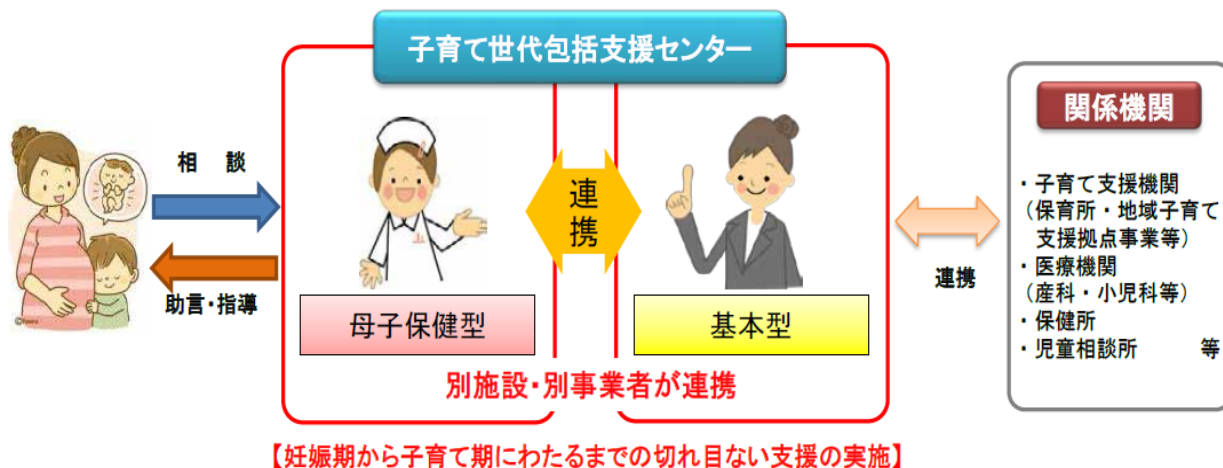 子育て世代包括支援センター
関係機関
相　談
助言・指導
連
携
母子保健型
基本型
別施設・別事業者が連携
連携
・子育て支援機関
（保育所・地域子育て
支援拠点事業等）
・医療機関
（産科・小児科等）
・保健所
・児童相談所　　等
【妊娠期から子育て期にわたるまでの切れ目ない支援の実施】